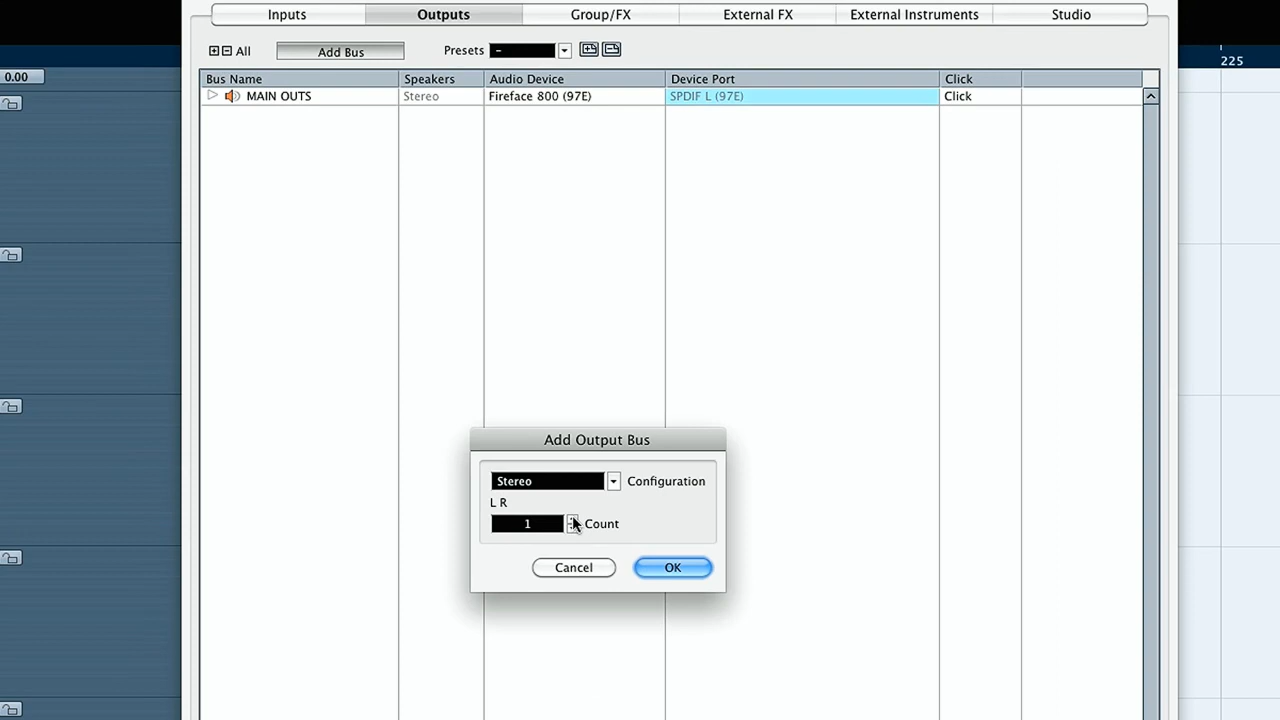 Inputs Outputs Group/FX External FX External Instruments Studio
All Add Bus Presets -
0.00 225
Bus Name Speakers Audio Device Device Port Click
MAIN OUTS Stereo Fireface 800 (97E) SPDIF L (97E) Click
Add Output Bus
Stereo Configuration
L R
1 Count
Cancel OK